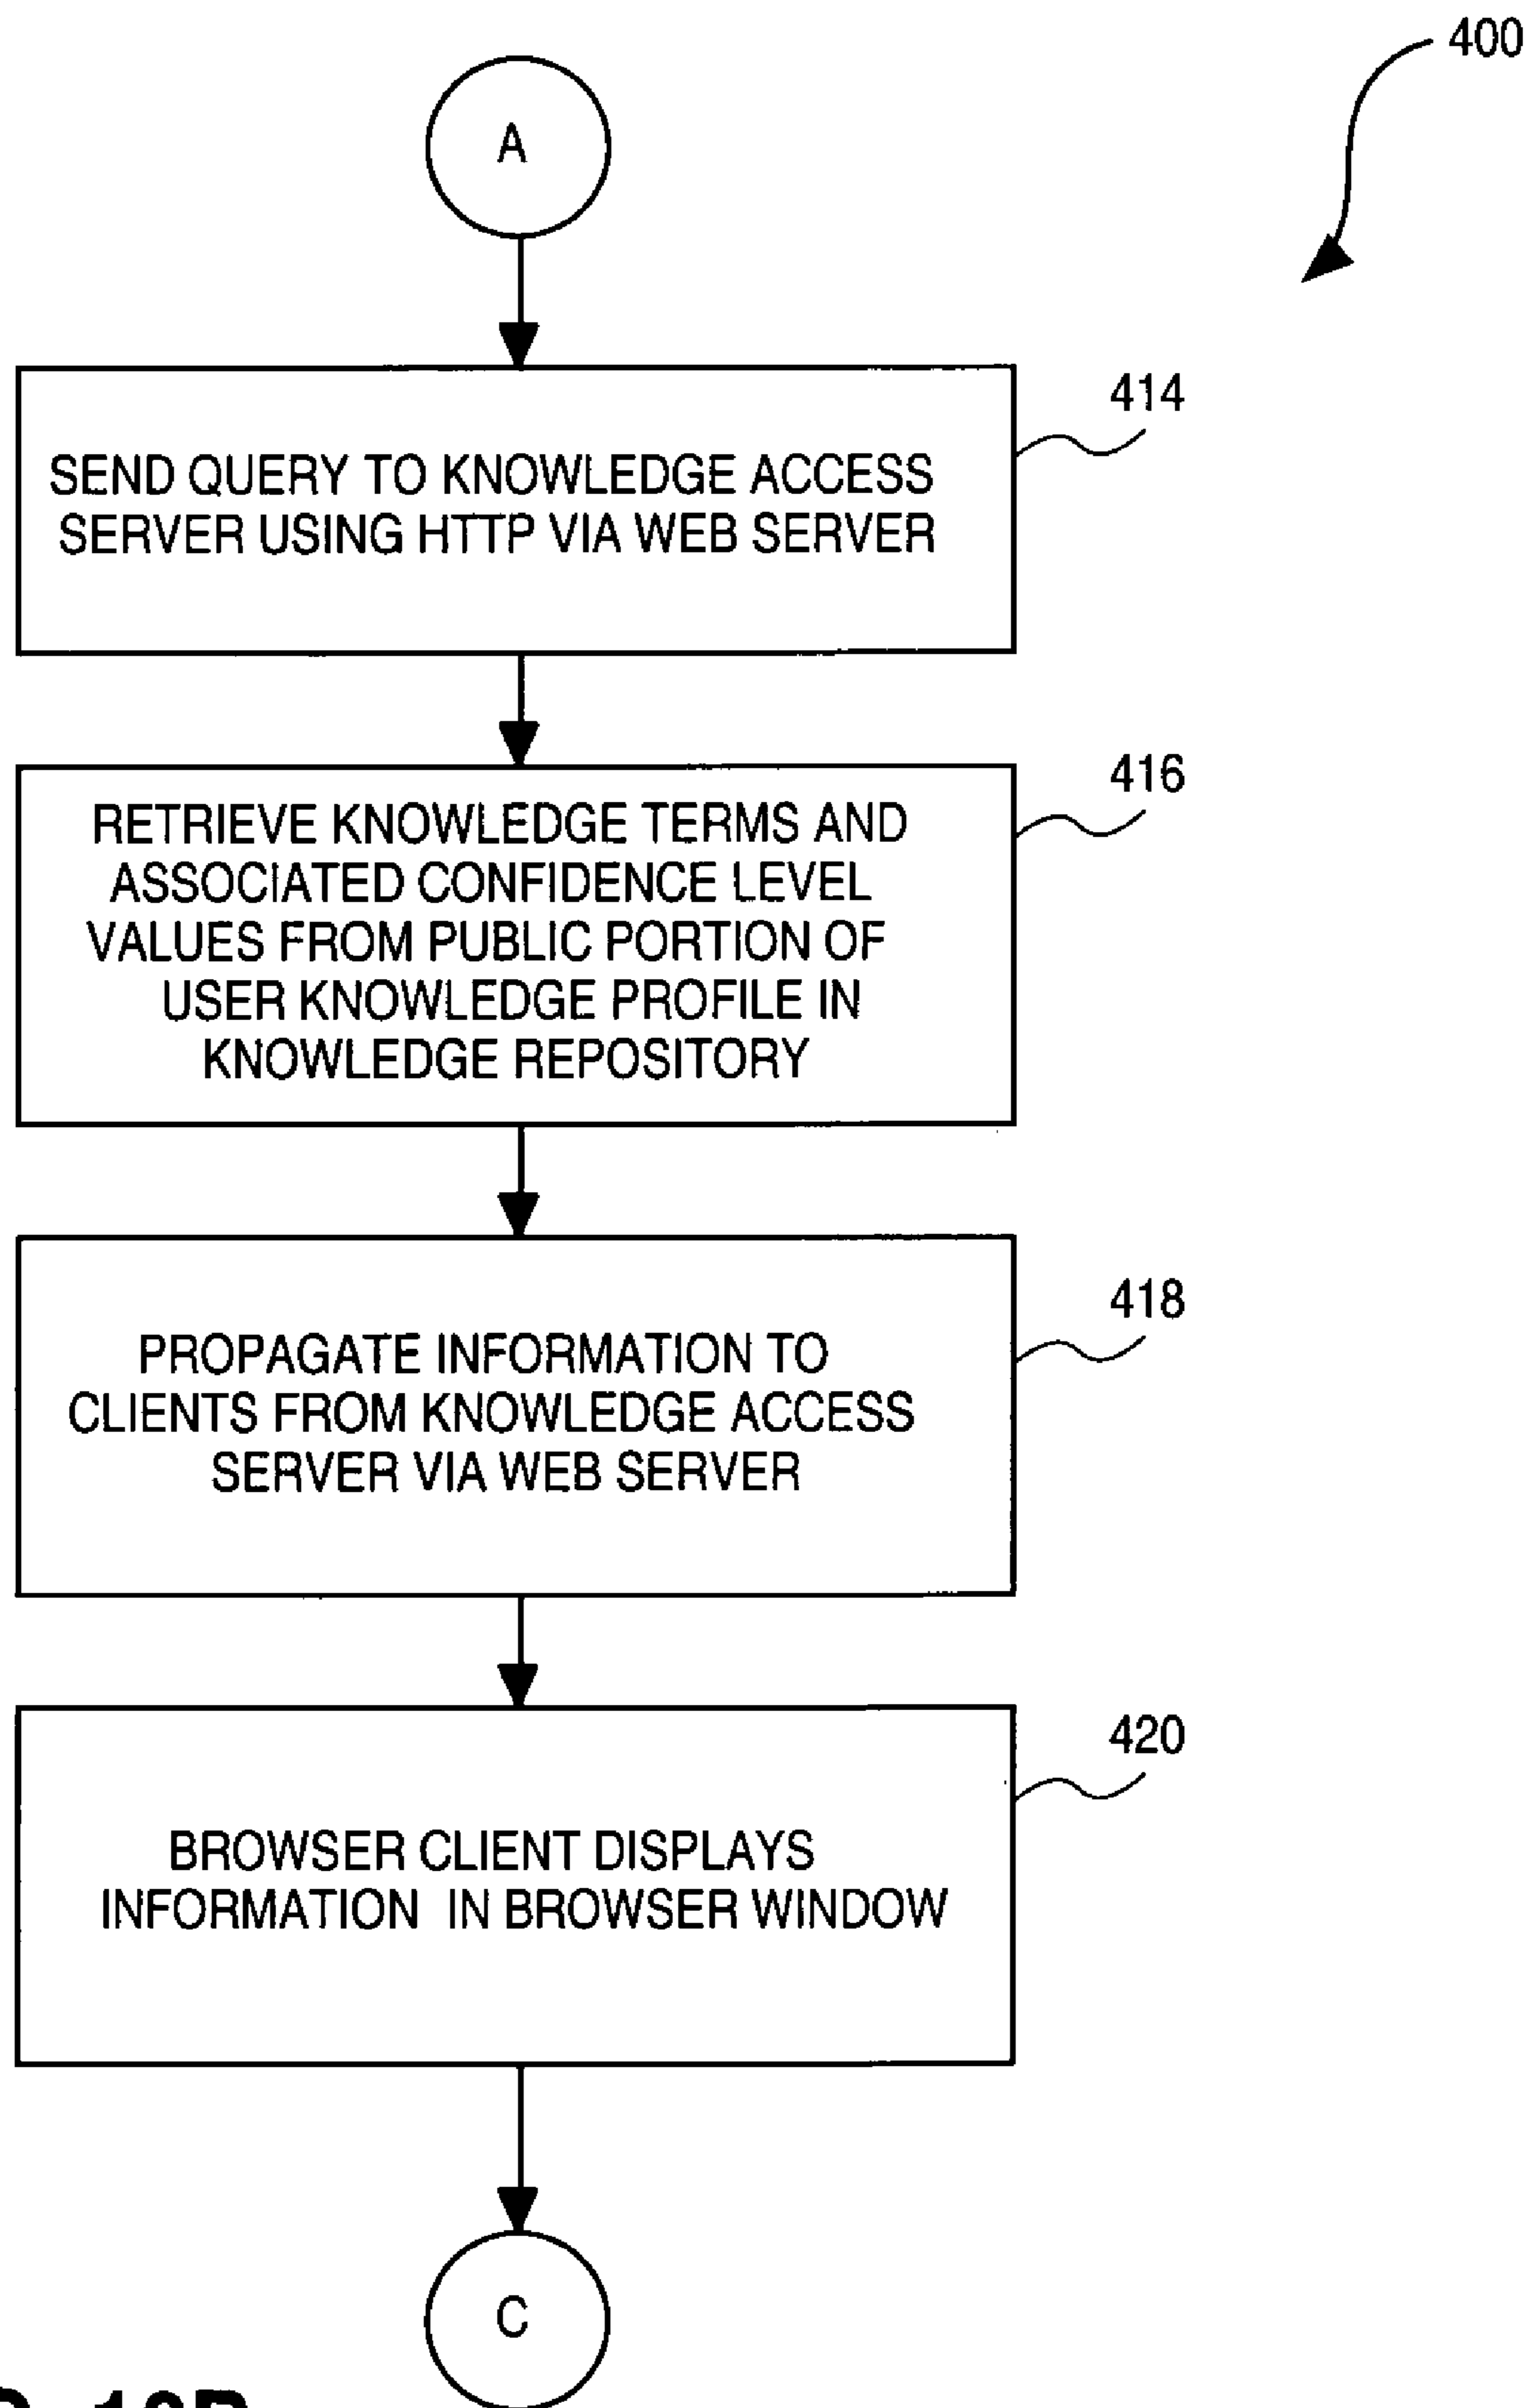 400
A
414
SEND QUERY TO KNOWLEDGE ACCESS
SERVER USING HTTP VIA WEB SERVER
416
RETRIEVE KNOWLEDGE TERMS AND
ASSOCIATED CONFIDENCE LEVEL
VALUES FROM PUBLIC PORTION OF
USER KNOWLEDGE PROFILE IN
KNOWLEDGE REPOSITORY
418
PROPAGATE INFORMATION TO
CLIENTS FROM KNOWLEDGE ACCESS
SERVER VIA WEB SERVER
420
BROWSER CLIENT DISPLAYS
INFORMATION IN BROWSER WINDOW
C